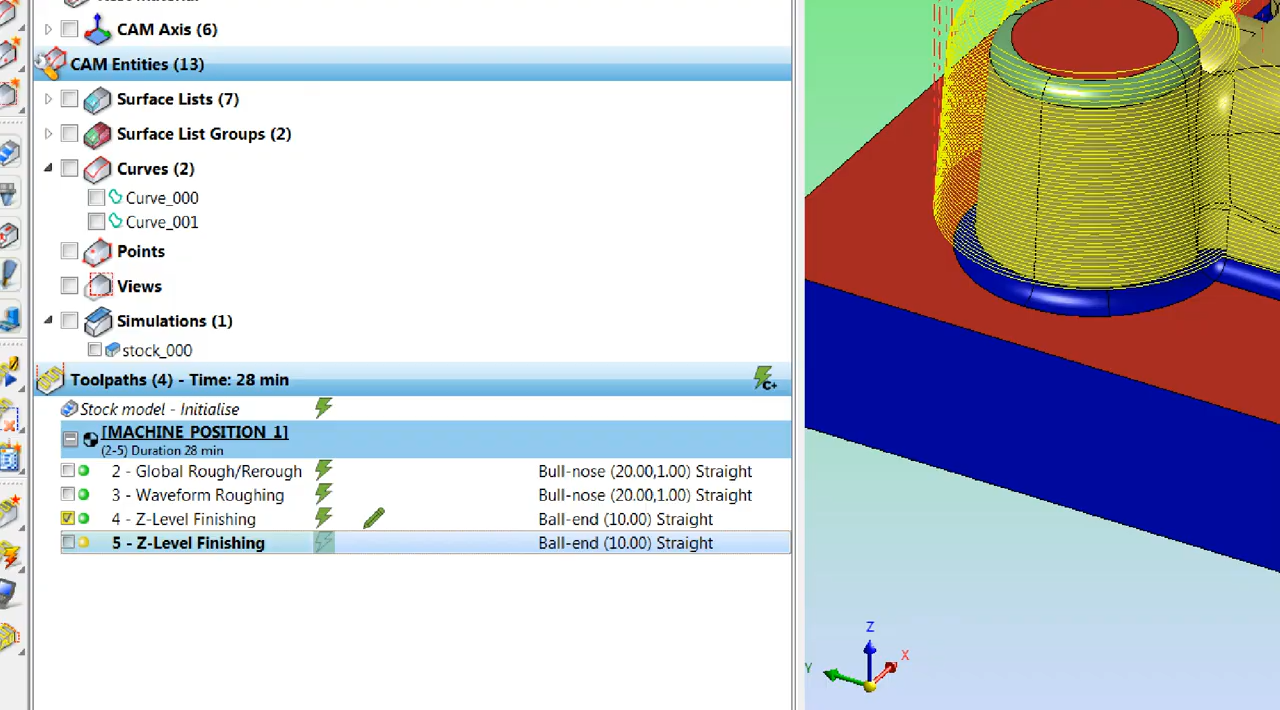 CAM Axis (6)
CAM Entities (13)
Surface Lists (7)
Surface List Groups (2)
Curves (2)
Curve_000
Curve_001
Points
Views
Simulations (1)
stock_000
Toolpaths (4) - Time: 28 min
C+
Stock model - Initialise
[MACHINE POSITION 1]
(2-5) Duration 28 min
2 - Global Rough/Rerough Bull-nose (20.00,1.00) Straight
3 - Waveform Roughing Bull-nose (20.00,1.00) Straight
4 - Z-Level Finishing Ball-end (10.00) Straight
5 - Z-Level Finishing Ball-end (10.00) Straight
Z
X
Y